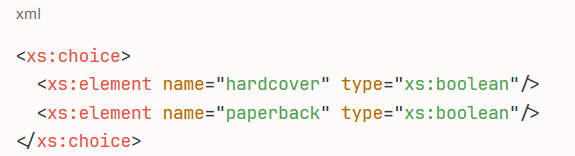 xml
<xs:choice>
  <xs:element name="hardcover" type="xs:boolean"/>
  <xs:element name="paperback" type="xs:boolean"/>
</xs:choice>